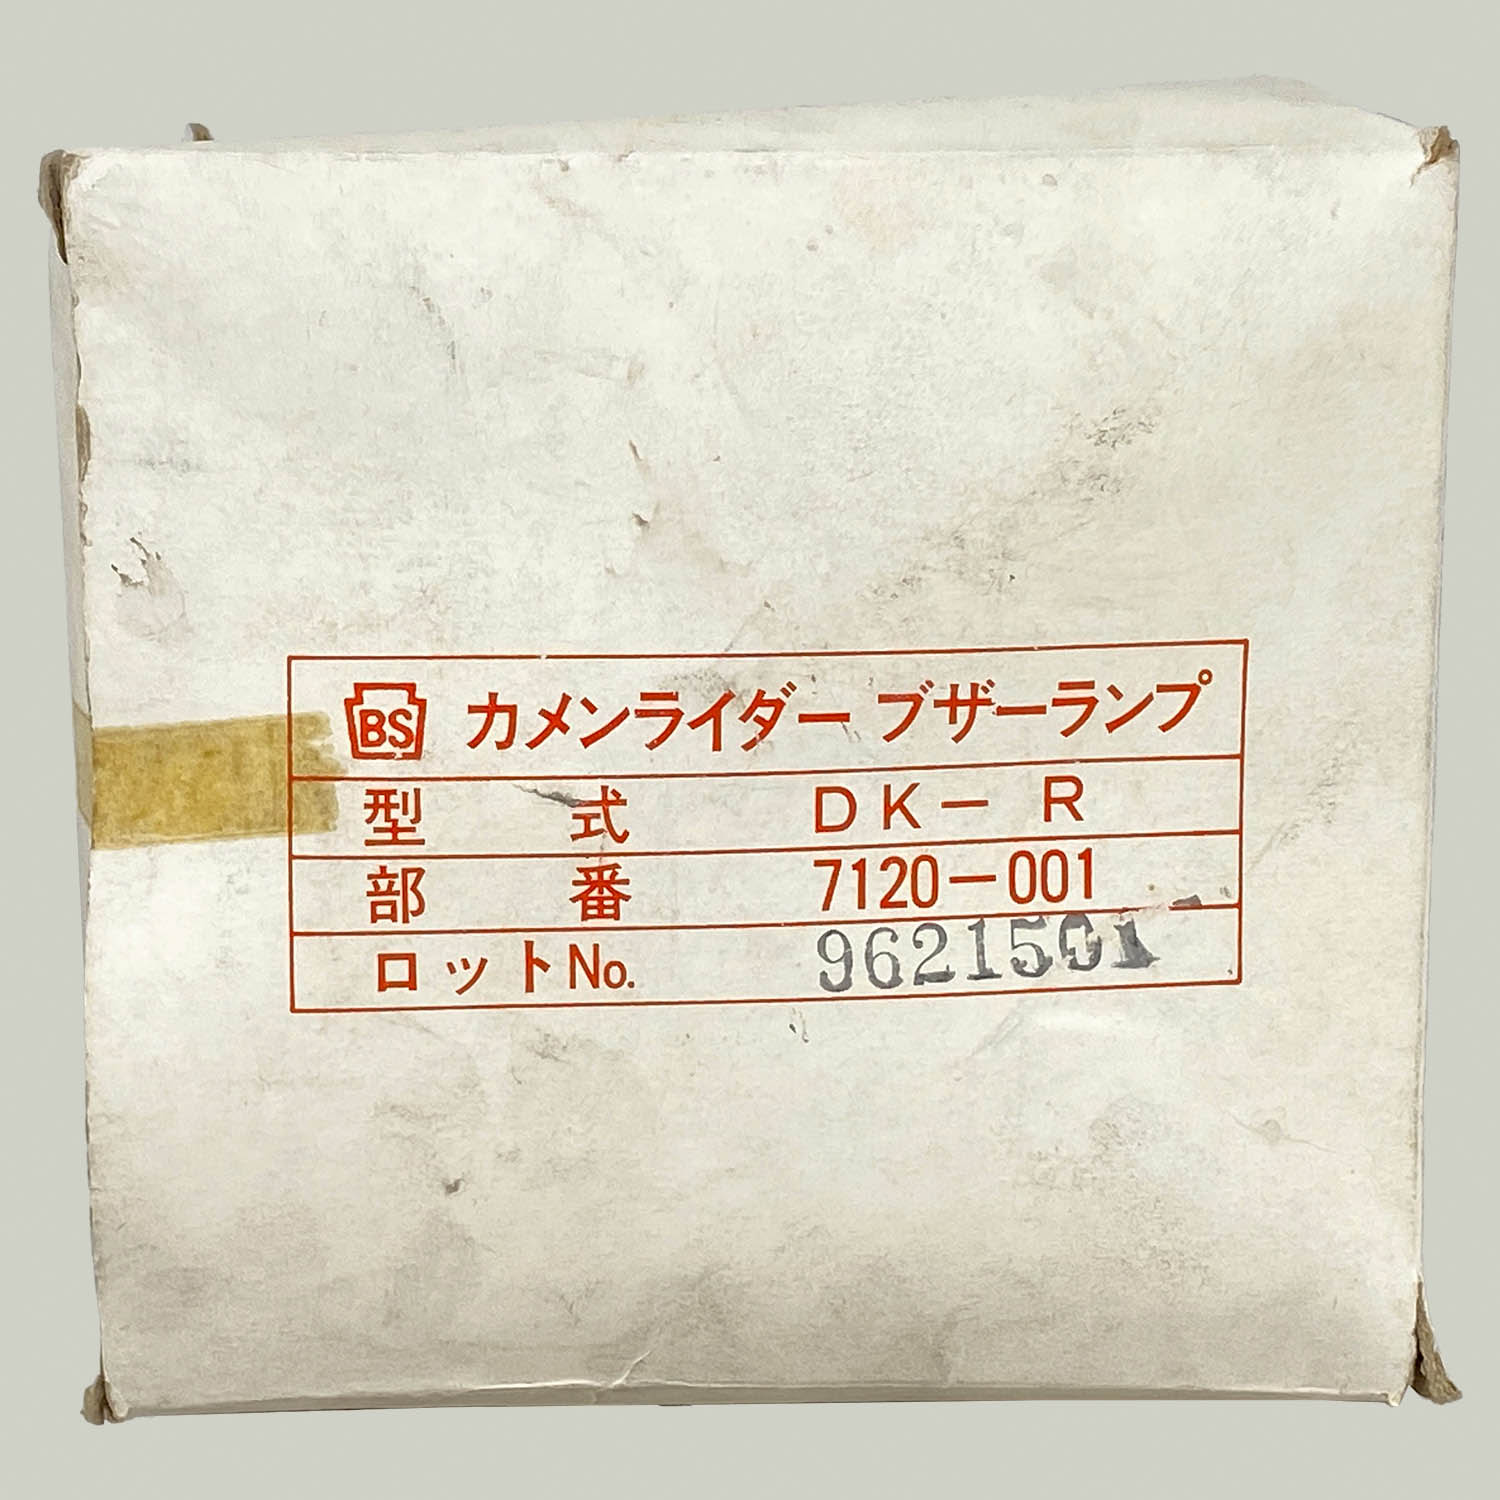 BS カメンライダー ブザーランプ
型式 DK- R
部番 7120-001
ロットNo. 9621501